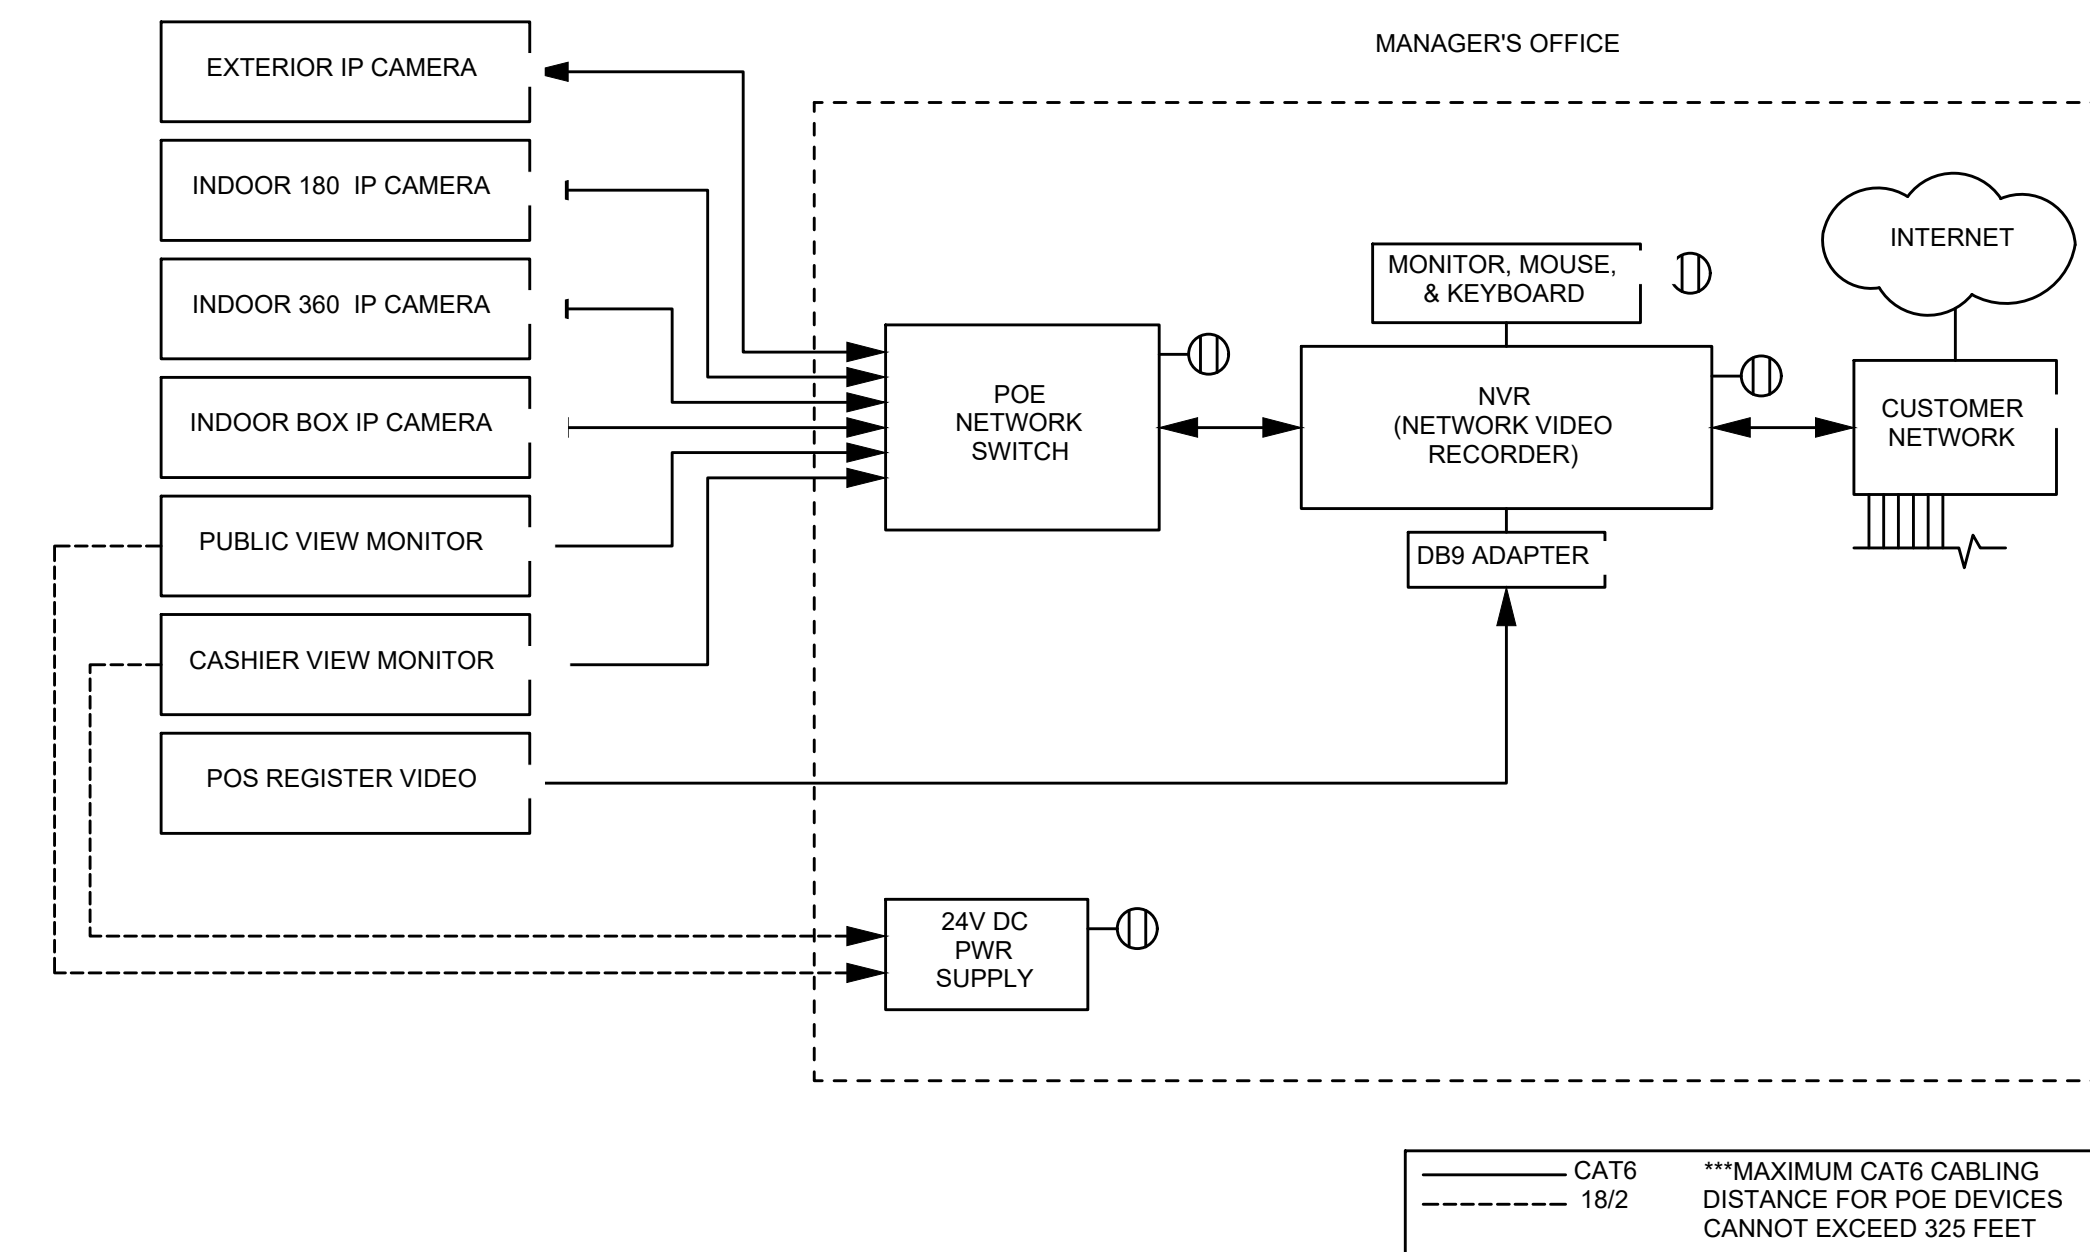 MANAGER'S OFFICE
EXTERIOR IP CAMERA
INDOOR 180  IP CAMERA
INDOOR 360  IP CAMERA
INDOOR BOX IP CAMERA
PUBLIC VIEW MONITOR
CASHIER VIEW MONITOR
POS REGISTER VIDEO
POE
NETWORK
SWITCH
MONITOR, MOUSE,
& KEYBOARD
NVR
(NETWORK VIDEO
RECORDER)
DB9 ADAPTER
INTERNET
CUSTOMER
NETWORK
24V DC
PWR
SUPPLY
CAT6
18/2
***MAXIMUM CAT6 CABLING
DISTANCE FOR POE DEVICES
CANNOT EXCEED 325 FEET